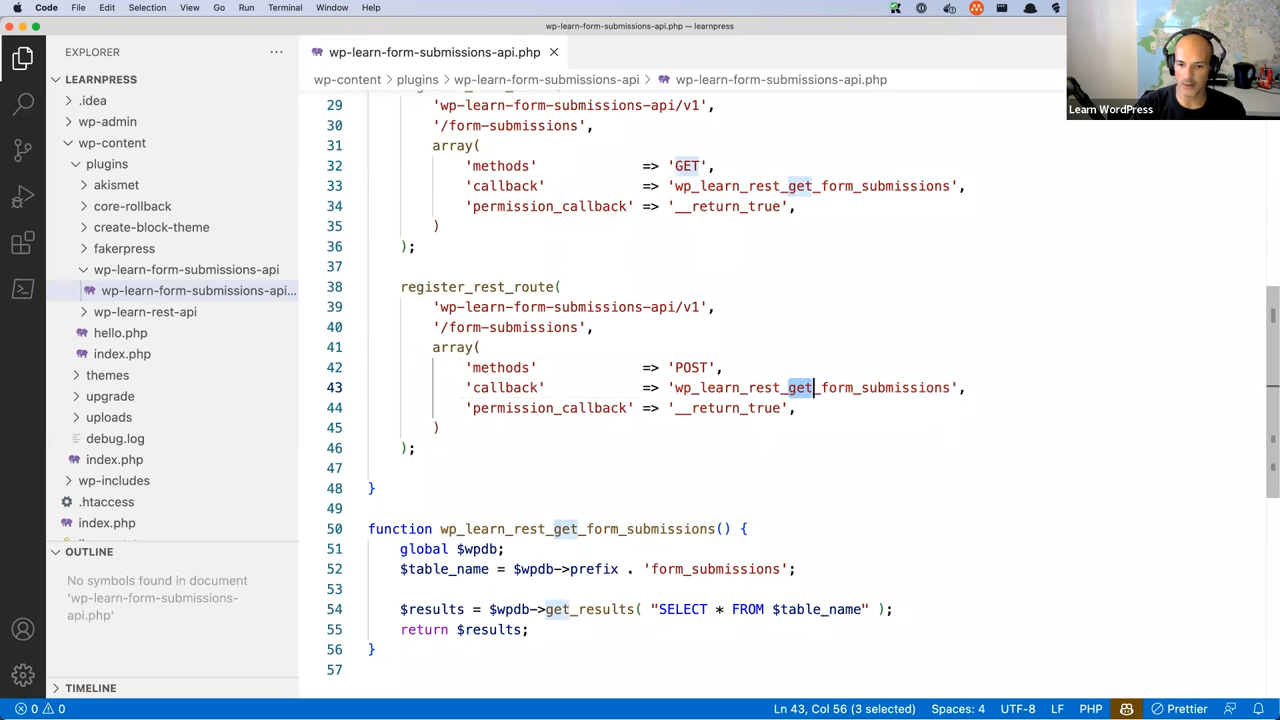 Code File Edit Selection View Go Run Terminal Window Help
wp-learn-form-submissions-api.php — learnpress
EXPLORER
LEARNPRESS
.idea
wp-admin
wp-content
plugins
akismet
core-rollback
create-block-theme
fakerpress
wp-learn-form-submissions-api
wp-learn-form-submissions-api...
wp-learn-rest-api
hello.php
index.php
themes
upgrade
uploads
debug.log
index.php
wp-includes
.htaccess
index.php
OUTLINE
No symbols found in document
'wp-learn-form-submissions-
api.php'
TIMELINE
wp-learn-form-submissions-api.php
wp-content > plugins > wp-learn-form-submissions-api > wp-learn-form-submissions-api.php
29 'wp-learn-form-submissions-api/v1',
30 '/form-submissions',
31 array(
32 'methods' => 'GET',
33 'callback' => 'wp_learn_rest_get_form_submissions',
34 'permission_callback' => '__return_true',
35 )
36 );
37
38 register_rest_route(
39 'wp-learn-form-submissions-api/v1',
40 '/form-submissions',
41 array(
42 'methods' => 'POST',
43 'callback' => 'wp_learn_rest_get_form_submissions',
44 'permission_callback' => '__return_true',
45 )
46 );
47
48 }
49
50 function wp_learn_rest_get_form_submissions() {
51 global $wpdb;
52 $table_name = $wpdb->prefix . 'form_submissions';
53
54 $results = $wpdb->get_results( "SELECT * FROM $table_name" );
55 return $results;
56 }
57
Learn WordPress
0 0
Ln 43, Col 56 (3 selected) Spaces: 4 UTF-8 LF PHP Prettier